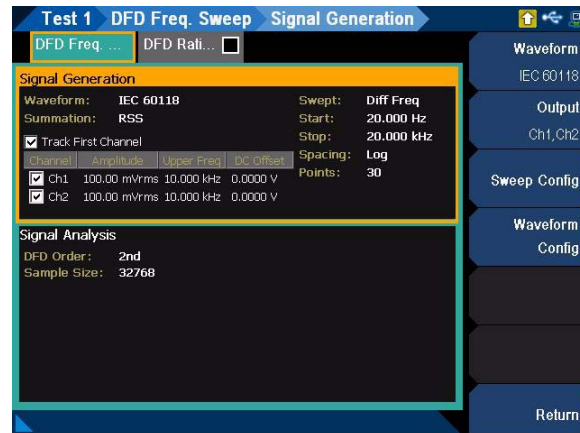 Test 1 DFD Freq. Sweep Signal Generation
DFD Freq. ... DFD Rati...
Signal Generation
Waveform: IEC 60118
Summation: RSS
Track First Channel
Channel Amplitude Upper Freq DC Offset
Ch1 100.00 mVrms 10.000 kHz 0.0000 V
Ch2 100.00 mVrms 10.000 kHz 0.0000 V
Swept: Diff Freq
Start: 20.000 Hz
Stop: 20.000 kHz
Spacing: Log
Points: 30
Signal Analysis
DFD Order: 2nd
Sample Size: 32768
Waveform
IEC 60118
Output
Ch1,Ch2
Sweep Config
Waveform
Config
Return